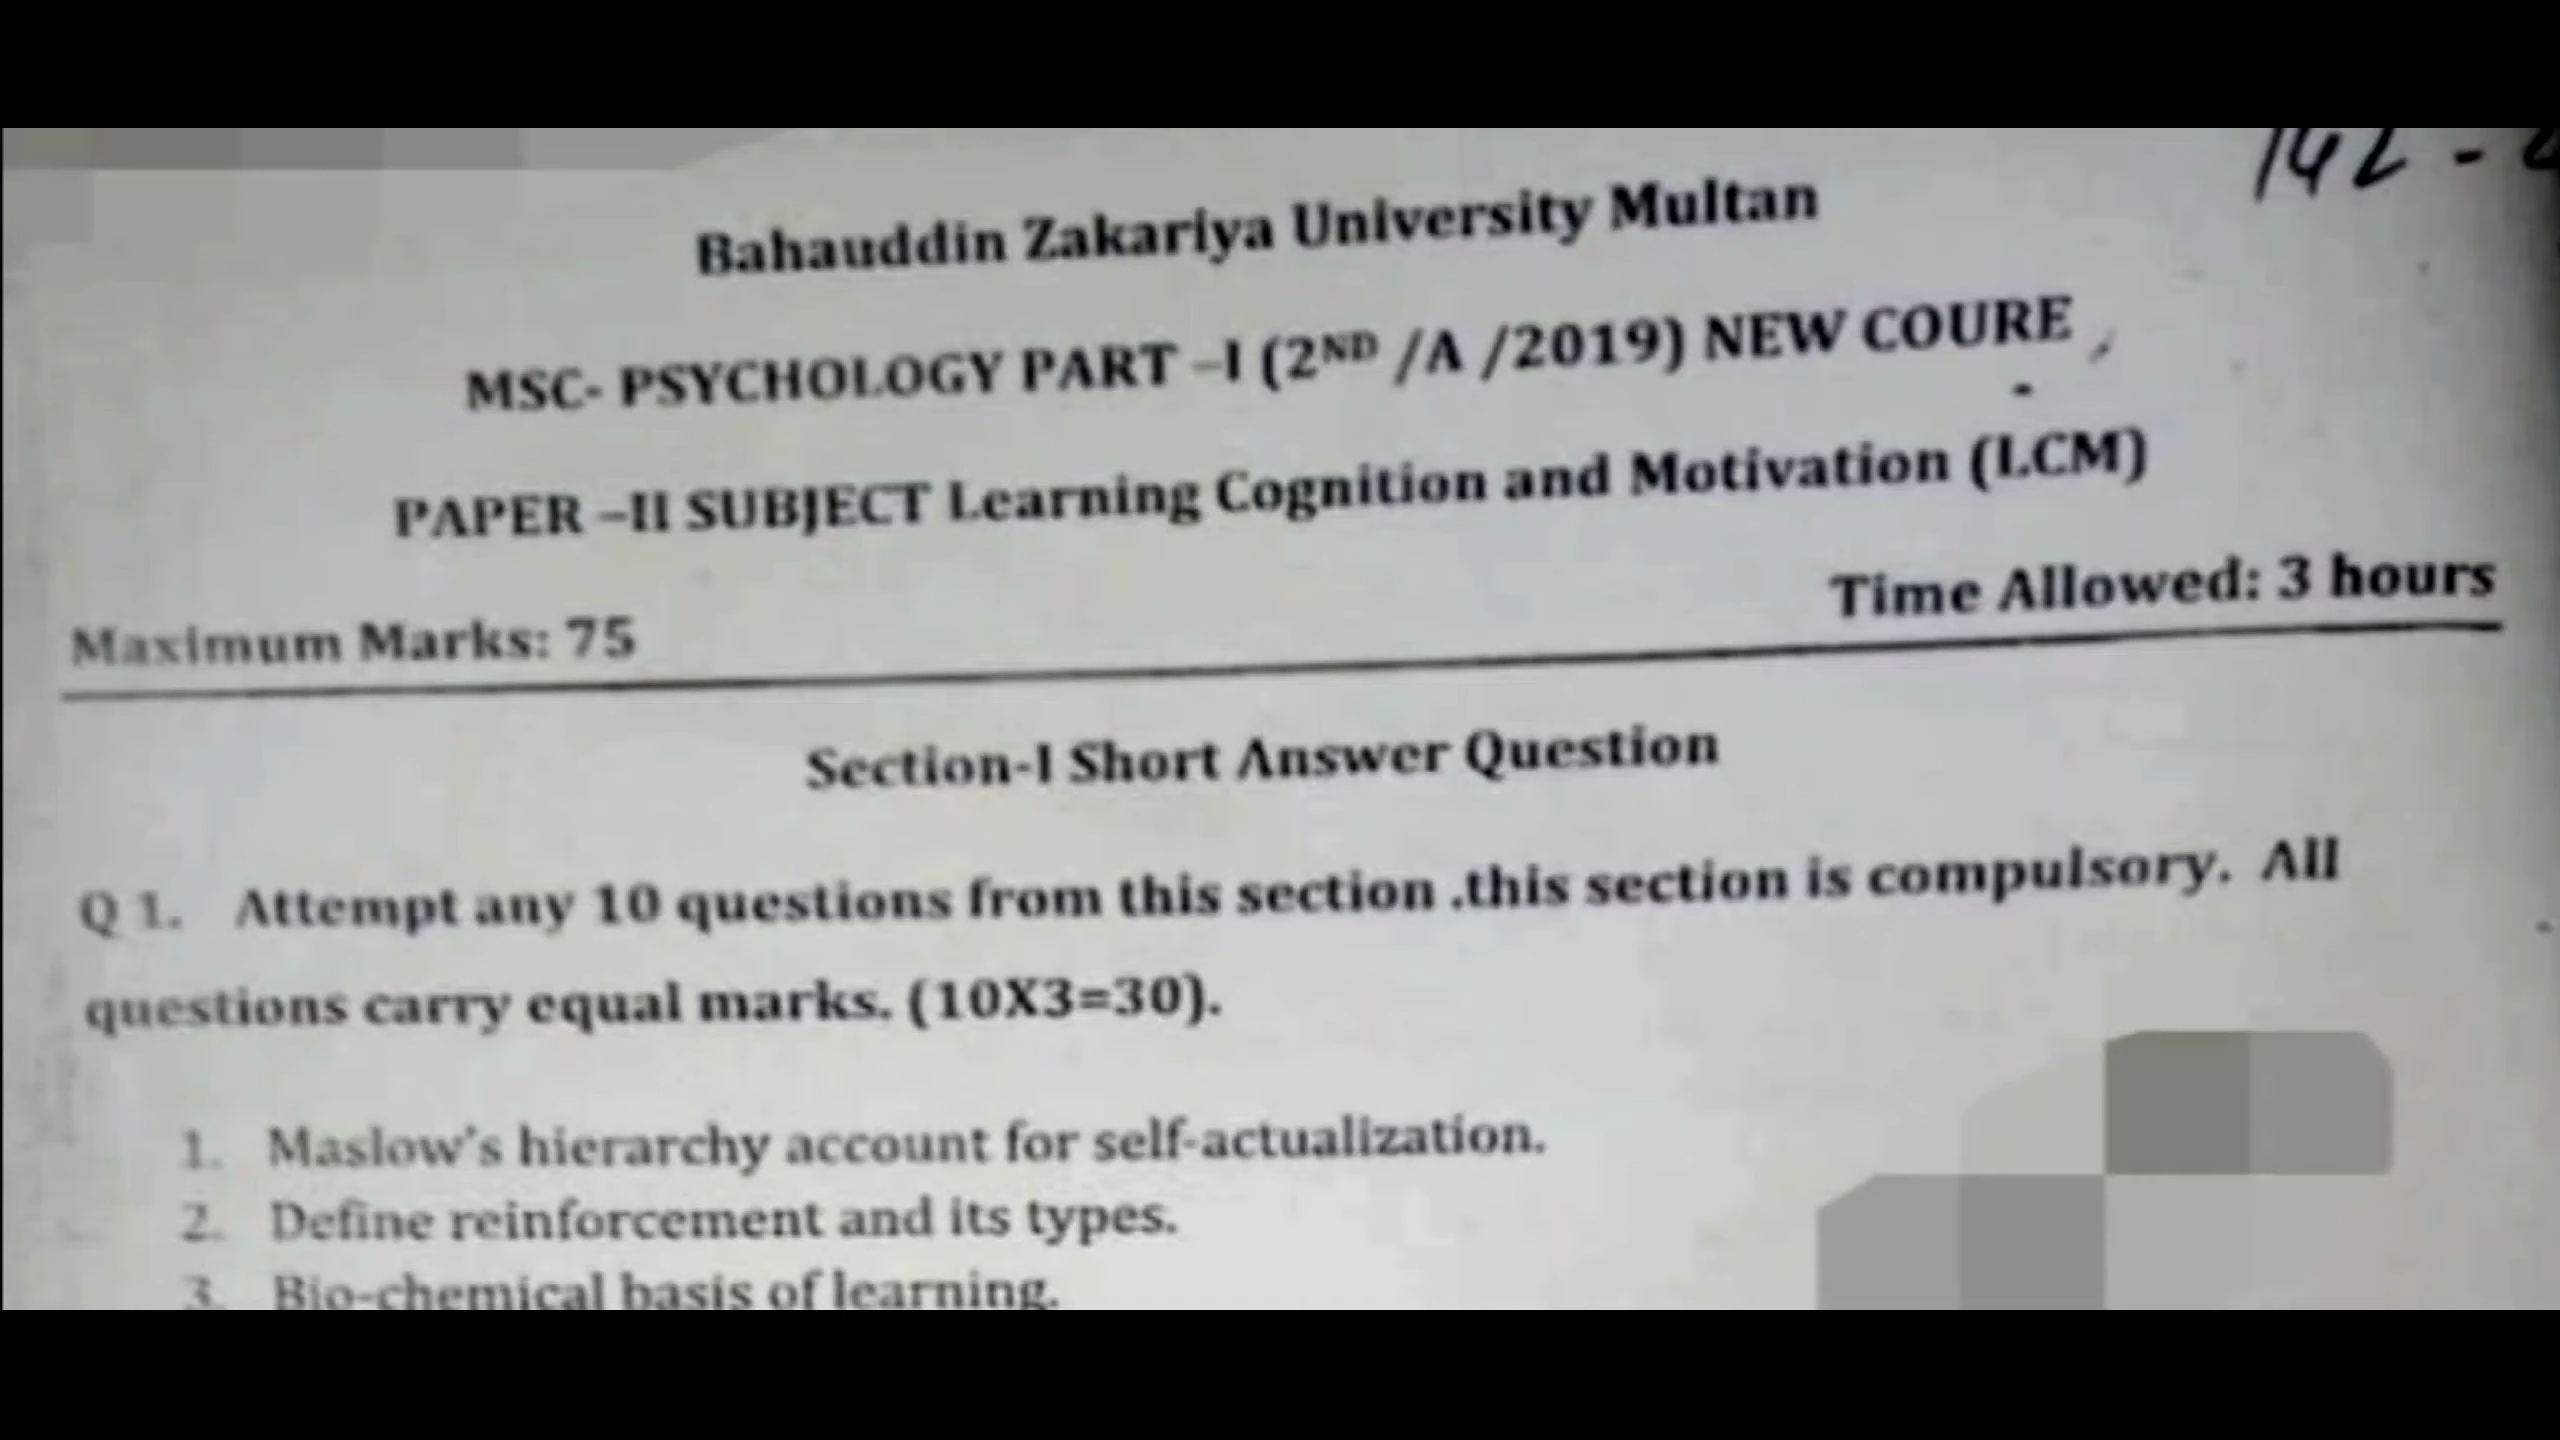 142 -
Bahauddin Zakariya University Multan
MSC- PSYCHOLOGY PART –I (2ND /A /2019) NEW COURE
PAPER –II SUBJECT Learning Cognition and Motivation (LCM)
Maximum Marks: 75 Time Allowed: 3 hours
Section-I Short Answer Question
Q 1. Attempt any 10 questions from this section .this section is compulsory. All
questions carry equal marks. (10X3=30).
1. Maslow's hierarchy account for self-actualization.
2. Define reinforcement and its types.
3. Bio-chemical basis of learning.